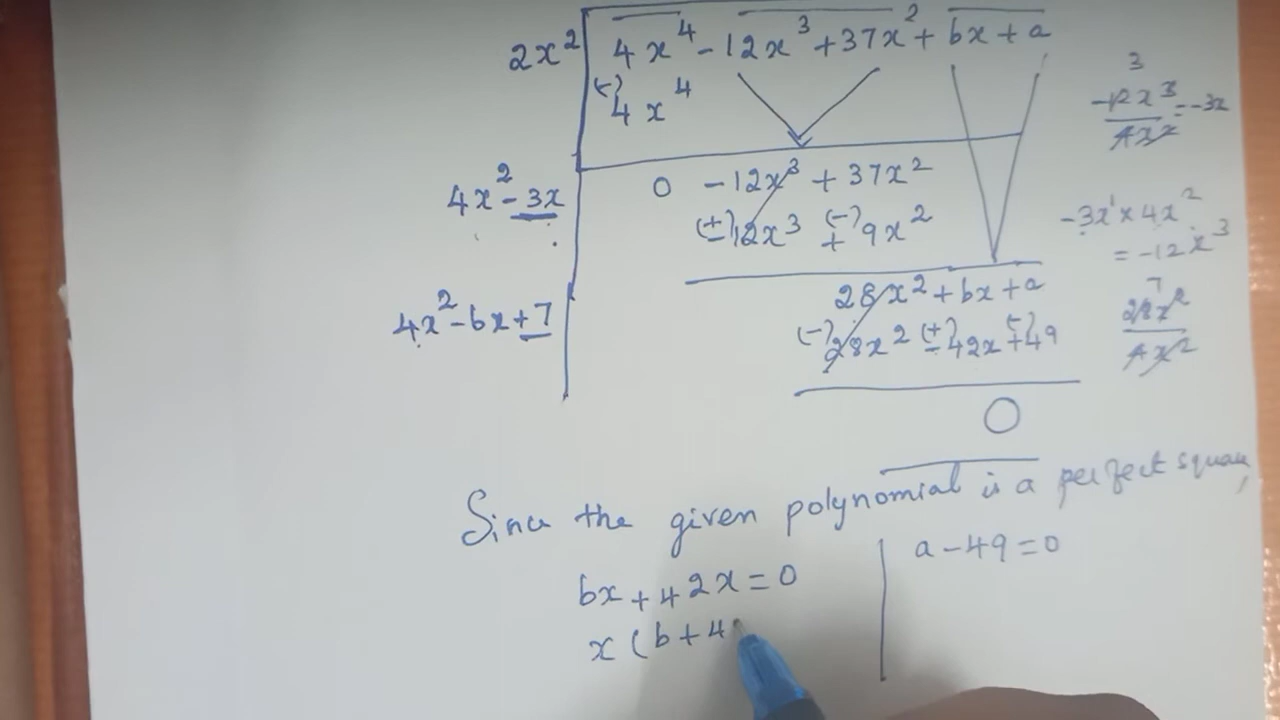 2x² 4x⁴ - 12x³ + 37x² + bx + a
(-) 4x⁴
3
-12x³ / 4x² = -3x
4x² - 3x 0 -12x³ + 37x²
(+) -12x³ (-) + 9x²
-3x¹ × 4x²
= -12x³
28x² + bx + a
4x² - 6x + 7 (-) 28x² (+) - 42x (-) + 49
7
28x² / 4x²
0
Since the given polynomial is a perfect square,
bx + 42x = 0 a - 49 = 0
x (b + 4